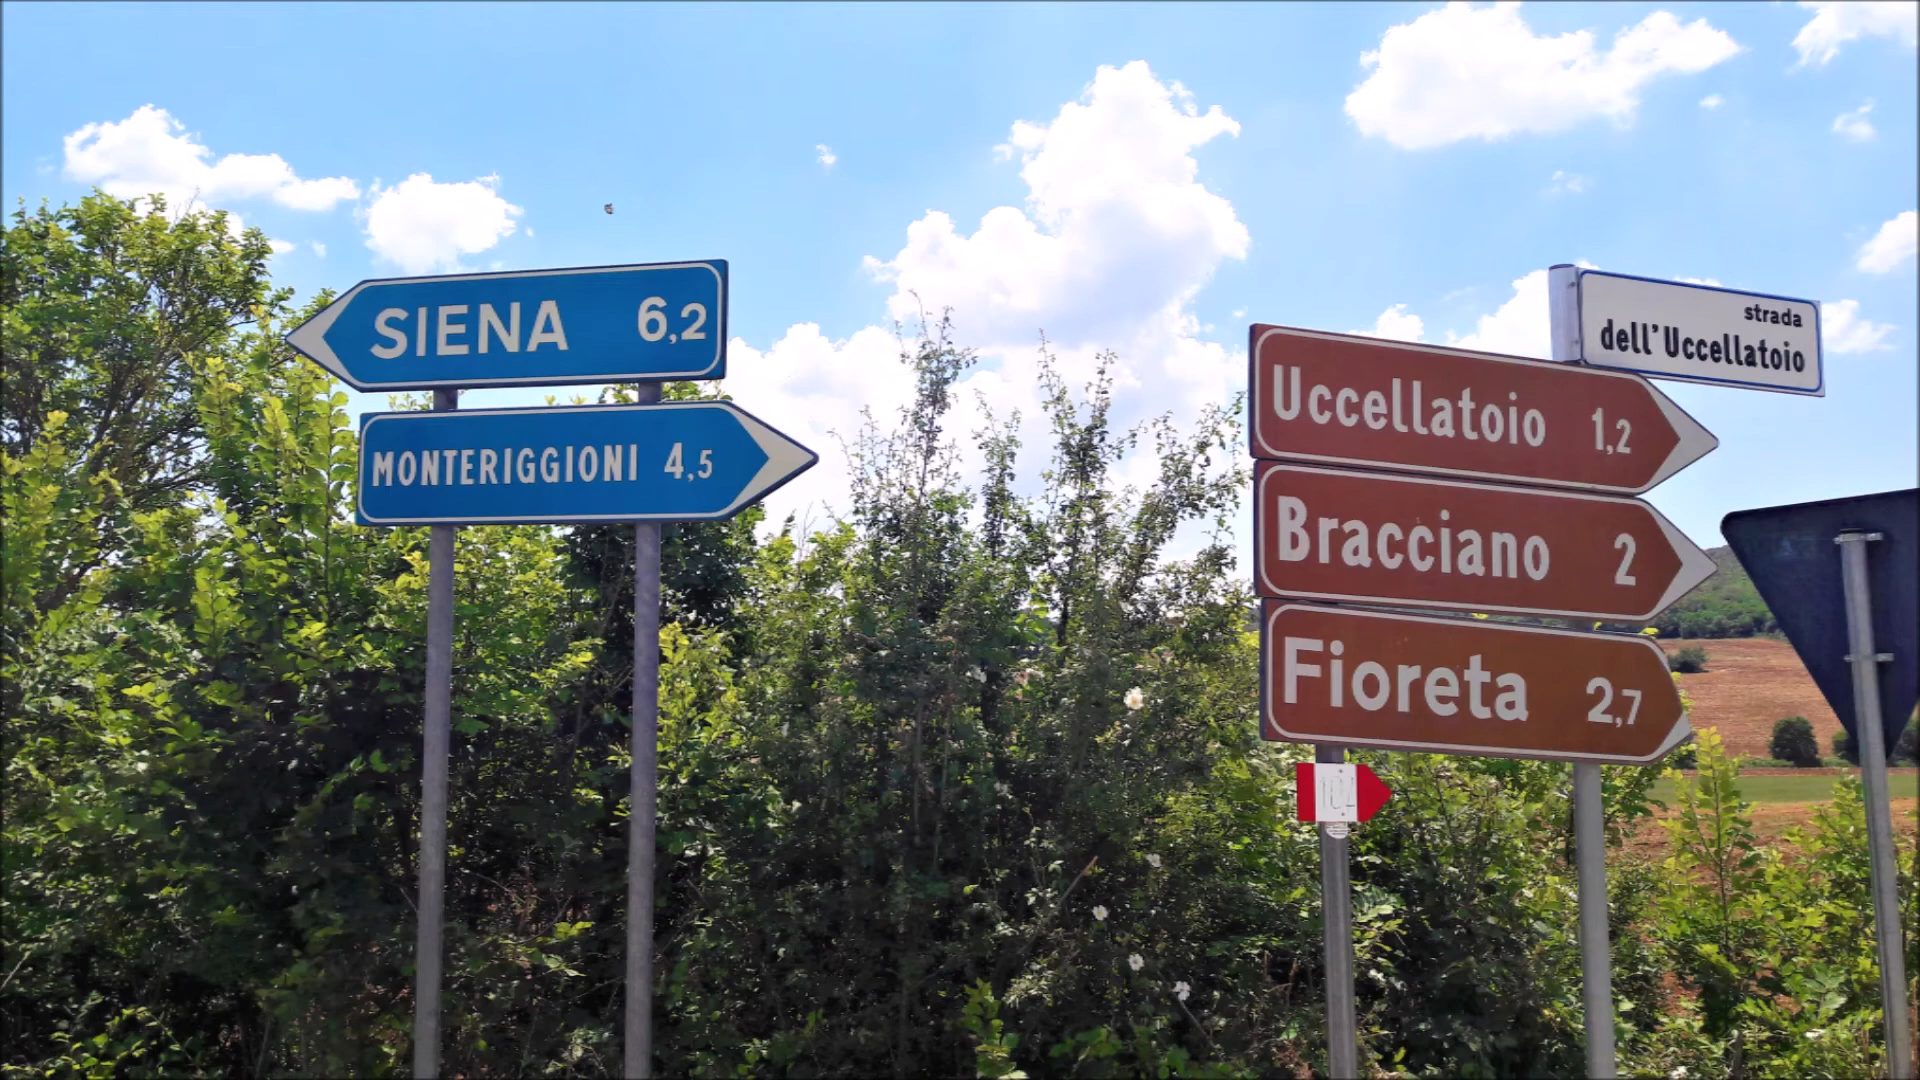 SIENA 6,2
MONTERIGGIONI 4,5
strada
dell'Uccellatoio
Uccellatoio 1,2
Bracciano 2
Fioreta 2,7